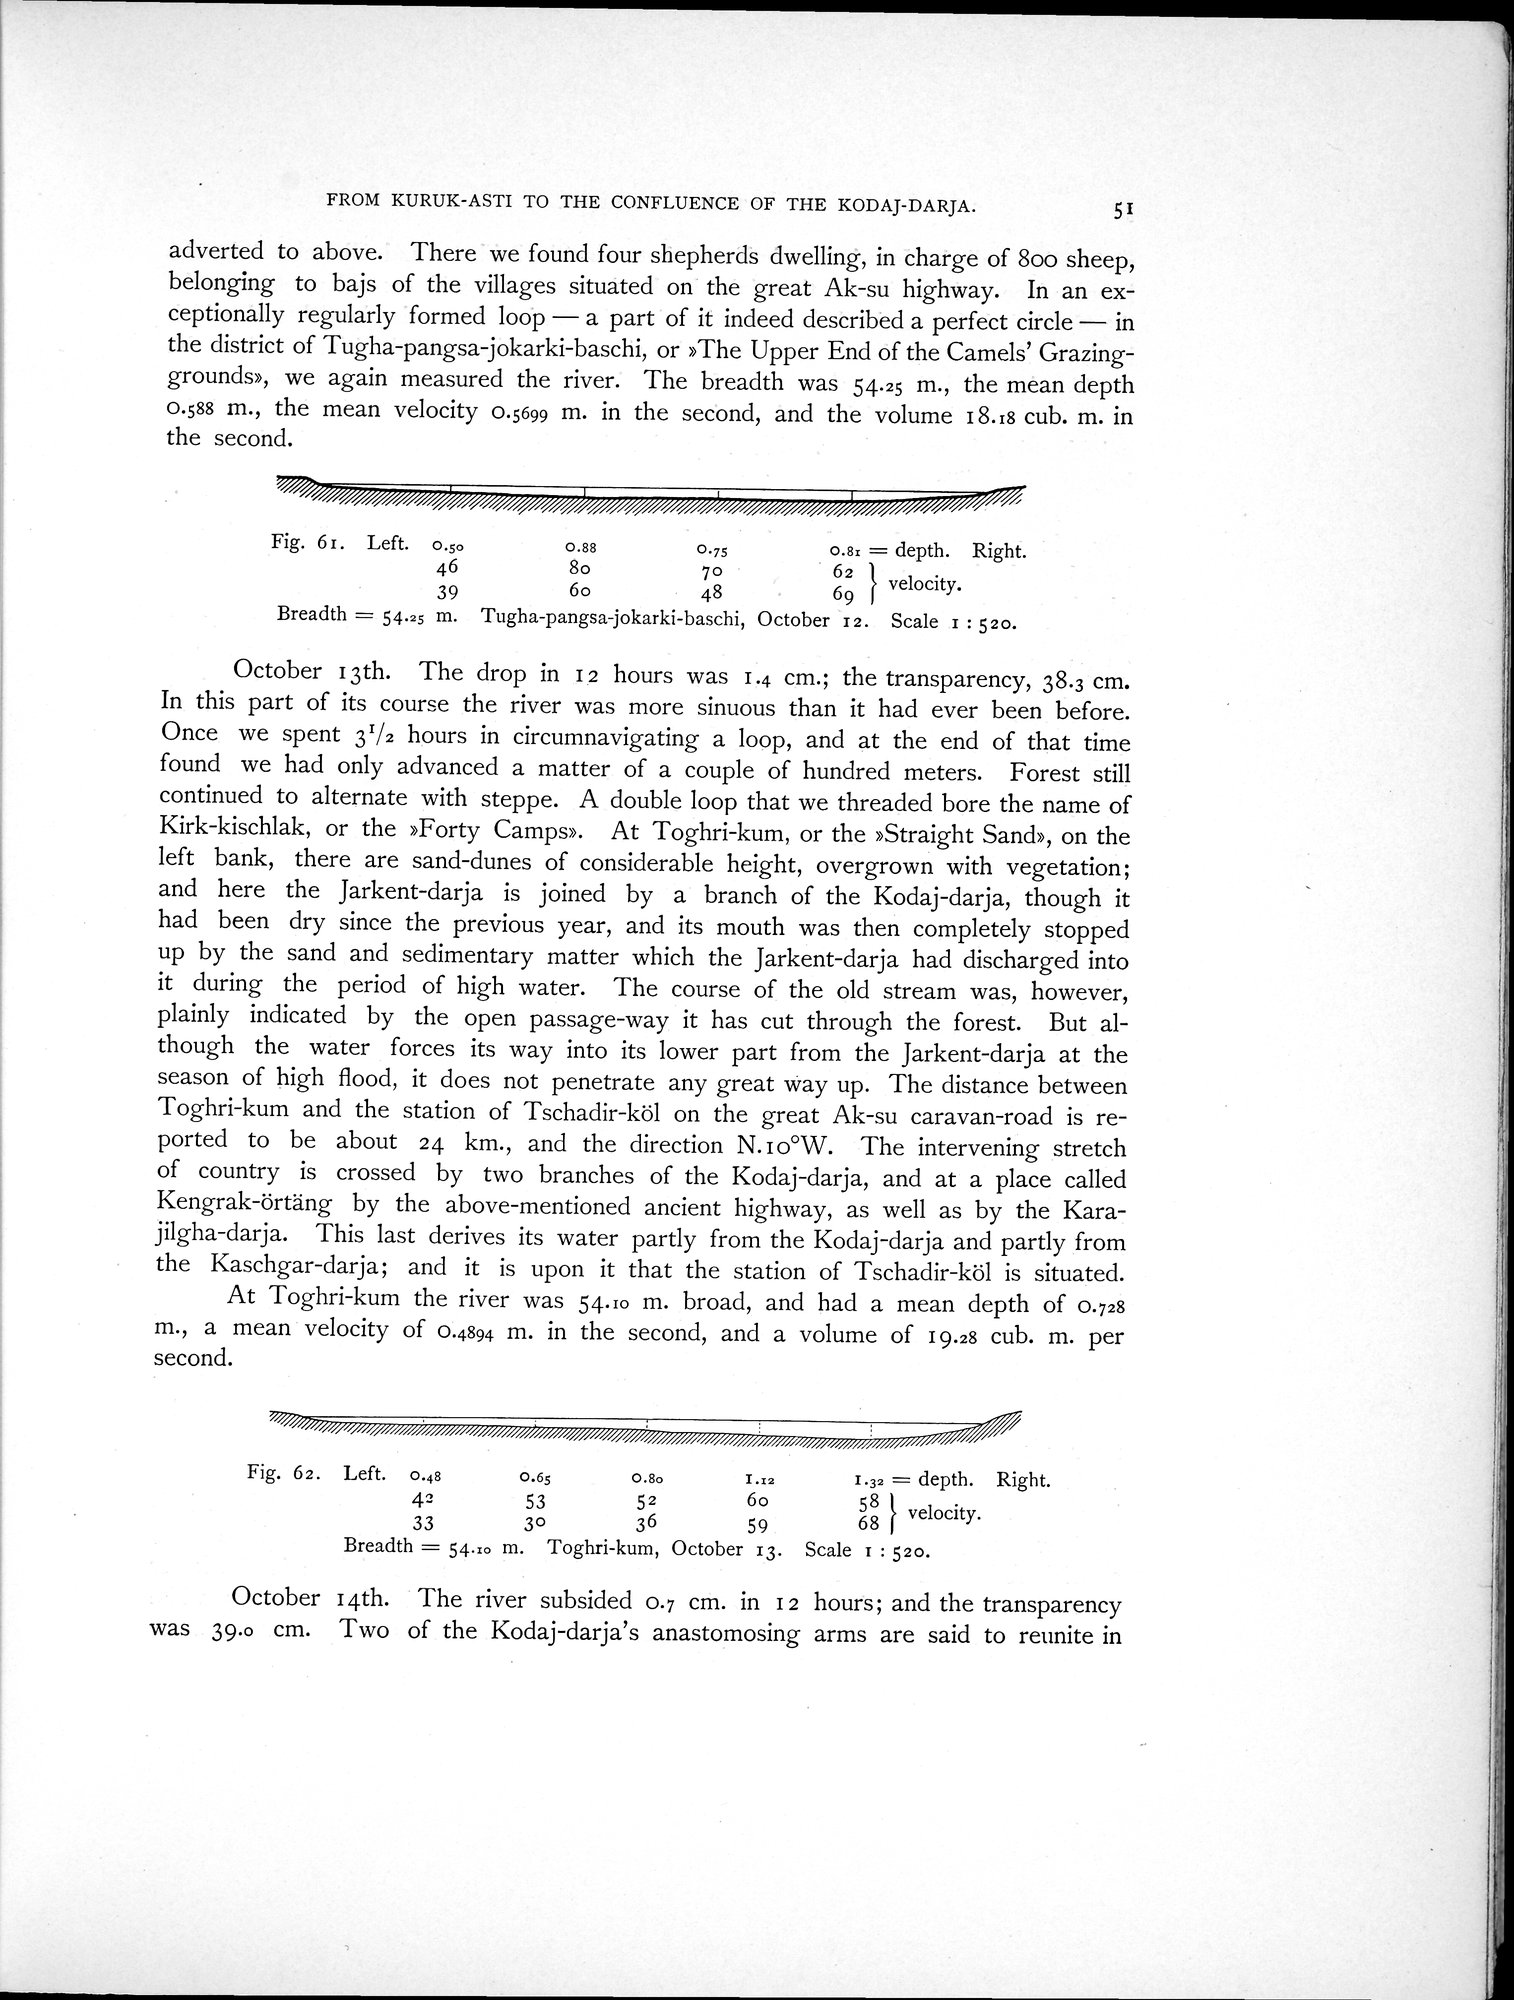 FROM KURUK-ASTI TO THE CONFLUENCE OF THE KODAJ-DARJA. 51
adverted to above. There we found four shepherds dwelling, in charge of 800 sheep,
belonging to bajs of the villages situated on the great Ak-su highway. In an ex-
ceptionally regularly formed loop — a part of it indeed described a perfect circle — in
the district of Tugha-pangsa-jokarki-baschi, or »The Upper End of the Camels' Grazing-
grounds», we again measured the river. The breadth was 54.25 m., the mean depth
0.588 m., the mean velocity 0.5699 m. in the second, and the volume 18.18 cub. m. in
the second.
Fig. 61. Left. 0.50 0.88 0.75 0.81 = depth. Right.
46 80 70 62 } velocity.
39 60 48 69
Breadth = 54.25 m. Tugha-pangsa-jokarki-baschi, October 12. Scale 1 : 520.
October 13th. The drop in 12 hours was 1.4 cm.; the transparency, 38.3 cm.
In this part of its course the river was more sinuous than it had ever been before.
Once we spent 3 1/2 hours in circumnavigating a loop, and at the end of that time
found we had only advanced a matter of a couple of hundred meters. Forest still
continued to alternate with steppe. A double loop that we threaded bore the name of
Kirk-kischlak, or the »Forty Camps». At Toghri-kum, or the »Straight Sand», on the
left bank, there are sand-dunes of considerable height, overgrown with vegetation;
and here the Jarkent-darja is joined by a branch of the Kodaj-darja, though it
had been dry since the previous year, and its mouth was then completely stopped
up by the sand and sedimentary matter which the Jarkent-darja had discharged into
it during the period of high water. The course of the old stream was, however,
plainly indicated by the open passage-way it has cut through the forest. But al-
though the water forces its way into its lower part from the Jarkent-darja at the
season of high flood, it does not penetrate any great way up. The distance between
Toghri-kum and the station of Tschadir-köl on the great Ak-su caravan-road is re-
ported to be about 24 km., and the direction N.10°W. The intervening stretch
of country is crossed by two branches of the Kodaj-darja, and at a place called
Kengrak-örtäng by the above-mentioned ancient highway, as well as by the Kara-
jilgha-darja. This last derives its water partly from the Kodaj-darja and partly from
the Kaschgar-darja; and it is upon it that the station of Tschadir-köl is situated.
At Toghri-kum the river was 54.10 m. broad, and had a mean depth of 0.728
m., a mean velocity of 0.4894 m. in the second, and a volume of 19.28 cub. m. per
second.
Fig. 62. Left. 0.48 0.65 0.80 1.12 1.32 = depth. Right.
42 53 52 60 58 } velocity.
33 30 36 59 68
Breadth = 54.10 m. Toghri-kum, October 13. Scale 1 : 520.
October 14th. The river subsided 0.7 cm. in 12 hours; and the transparency
was 39.0 cm. Two of the Kodaj-darja's anastomosing arms are said to reunite in